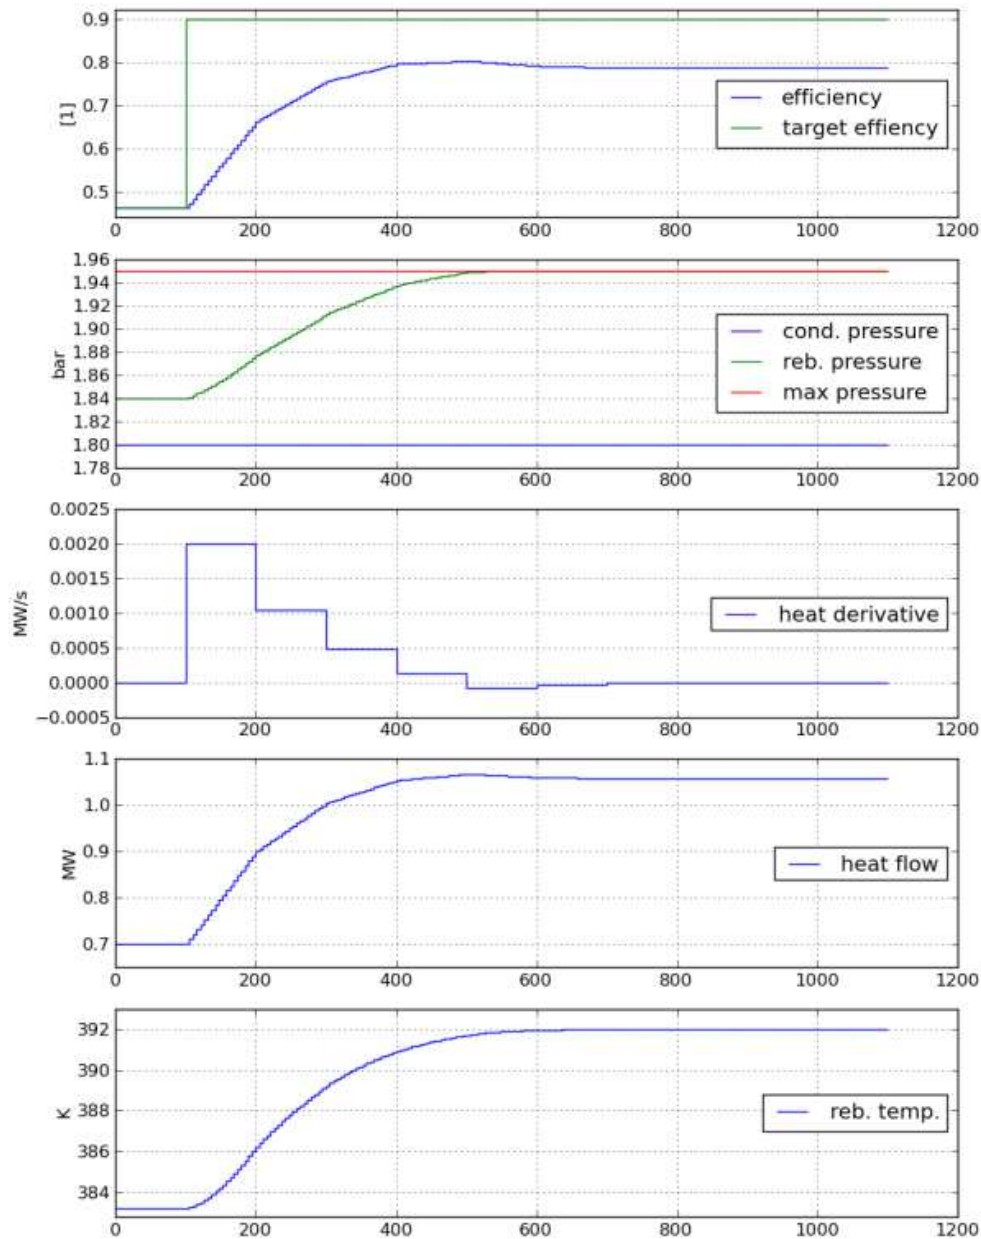 0.9
0.8
0.7
0.6
0.5
[1]
efficiency
target effiency
0 200 400 600 800 1000 1200
1.96
1.94
1.92
1.90
1.88
1.86
1.84
1.82
1.80
1.78
bar
cond. pressure
reb. pressure
max pressure
0 200 400 600 800 1000 1200
0.0025
0.0020
0.0015
0.0010
0.0005
0.0000
−0.0005
MW/s
heat derivative
0 200 400 600 800 1000 1200
1.1
1.0
0.9
0.8
0.7
MW
heat flow
0 200 400 600 800 1000 1200
392
390
388
386
384
K
reb. temp.
0 200 400 600 800 1000 1200